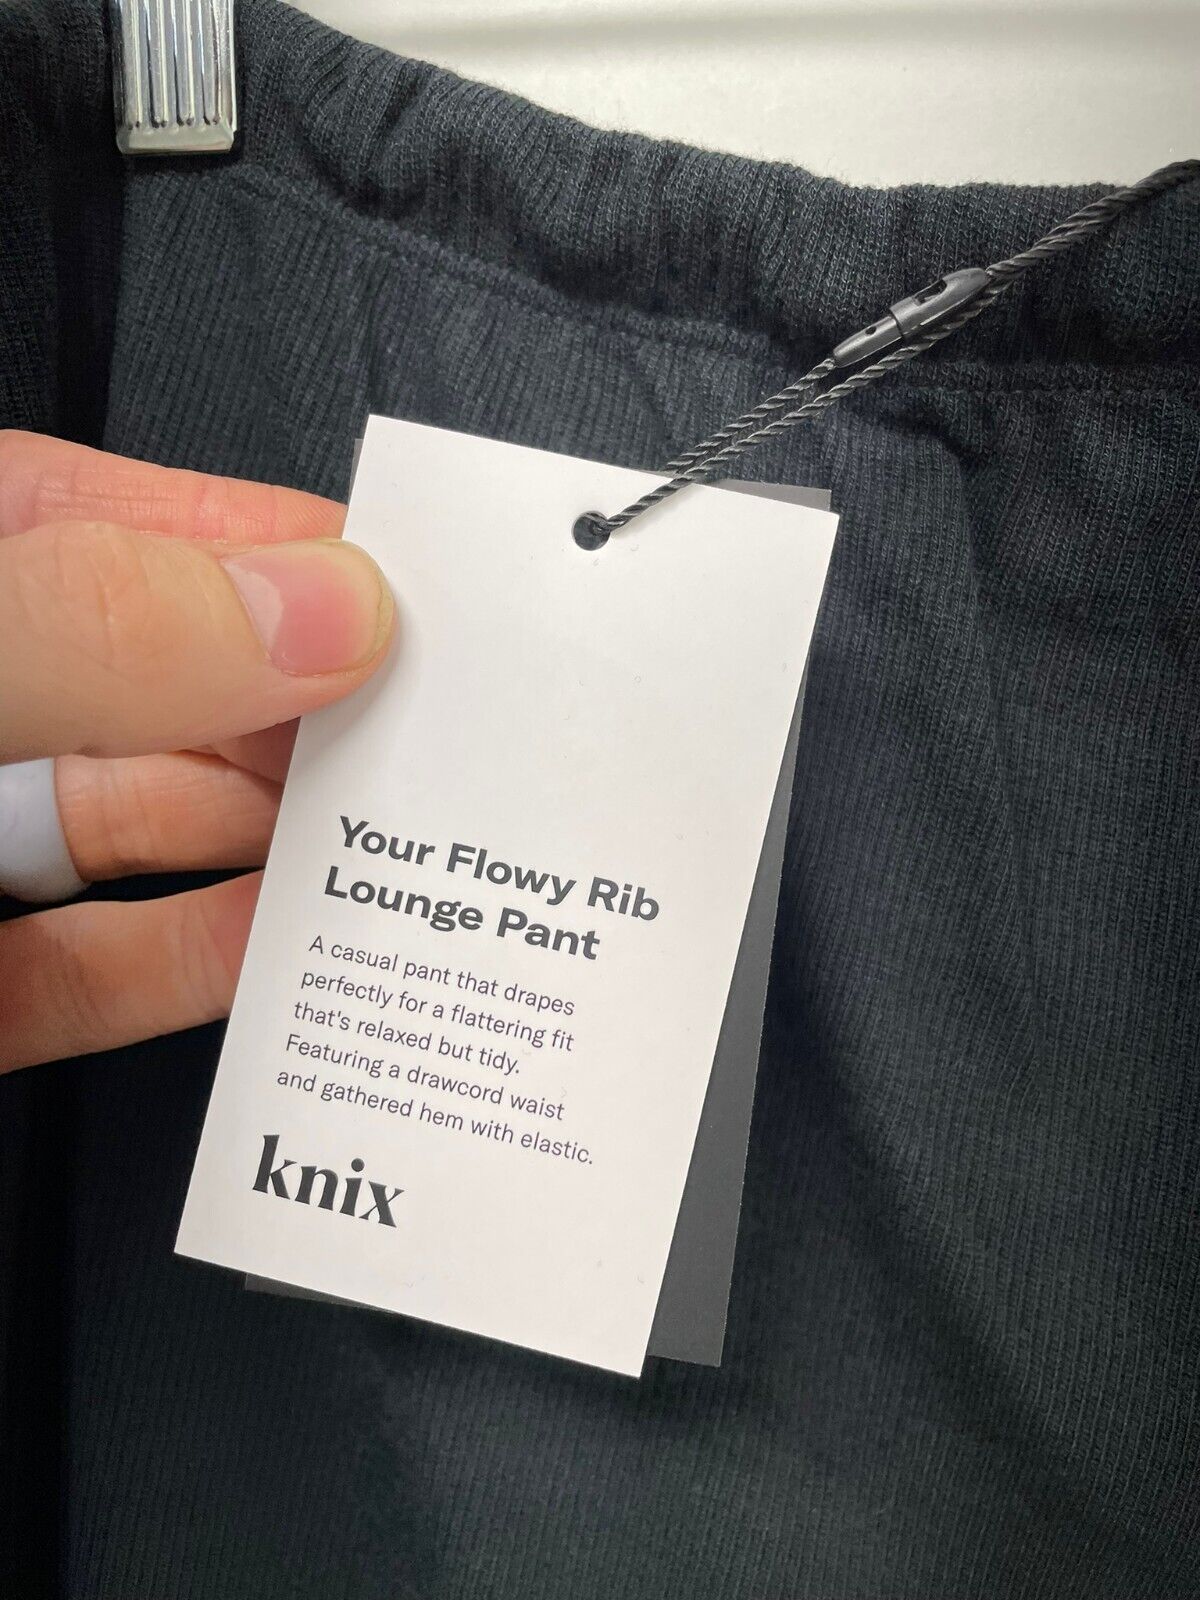 Your Flowy Rib
Lounge Pant
A casual pant that drapes
perfectly for a flattering fit
that's relaxed but tidy.
Featuring a drawcord waist
and gathered hem with elastic.
knix